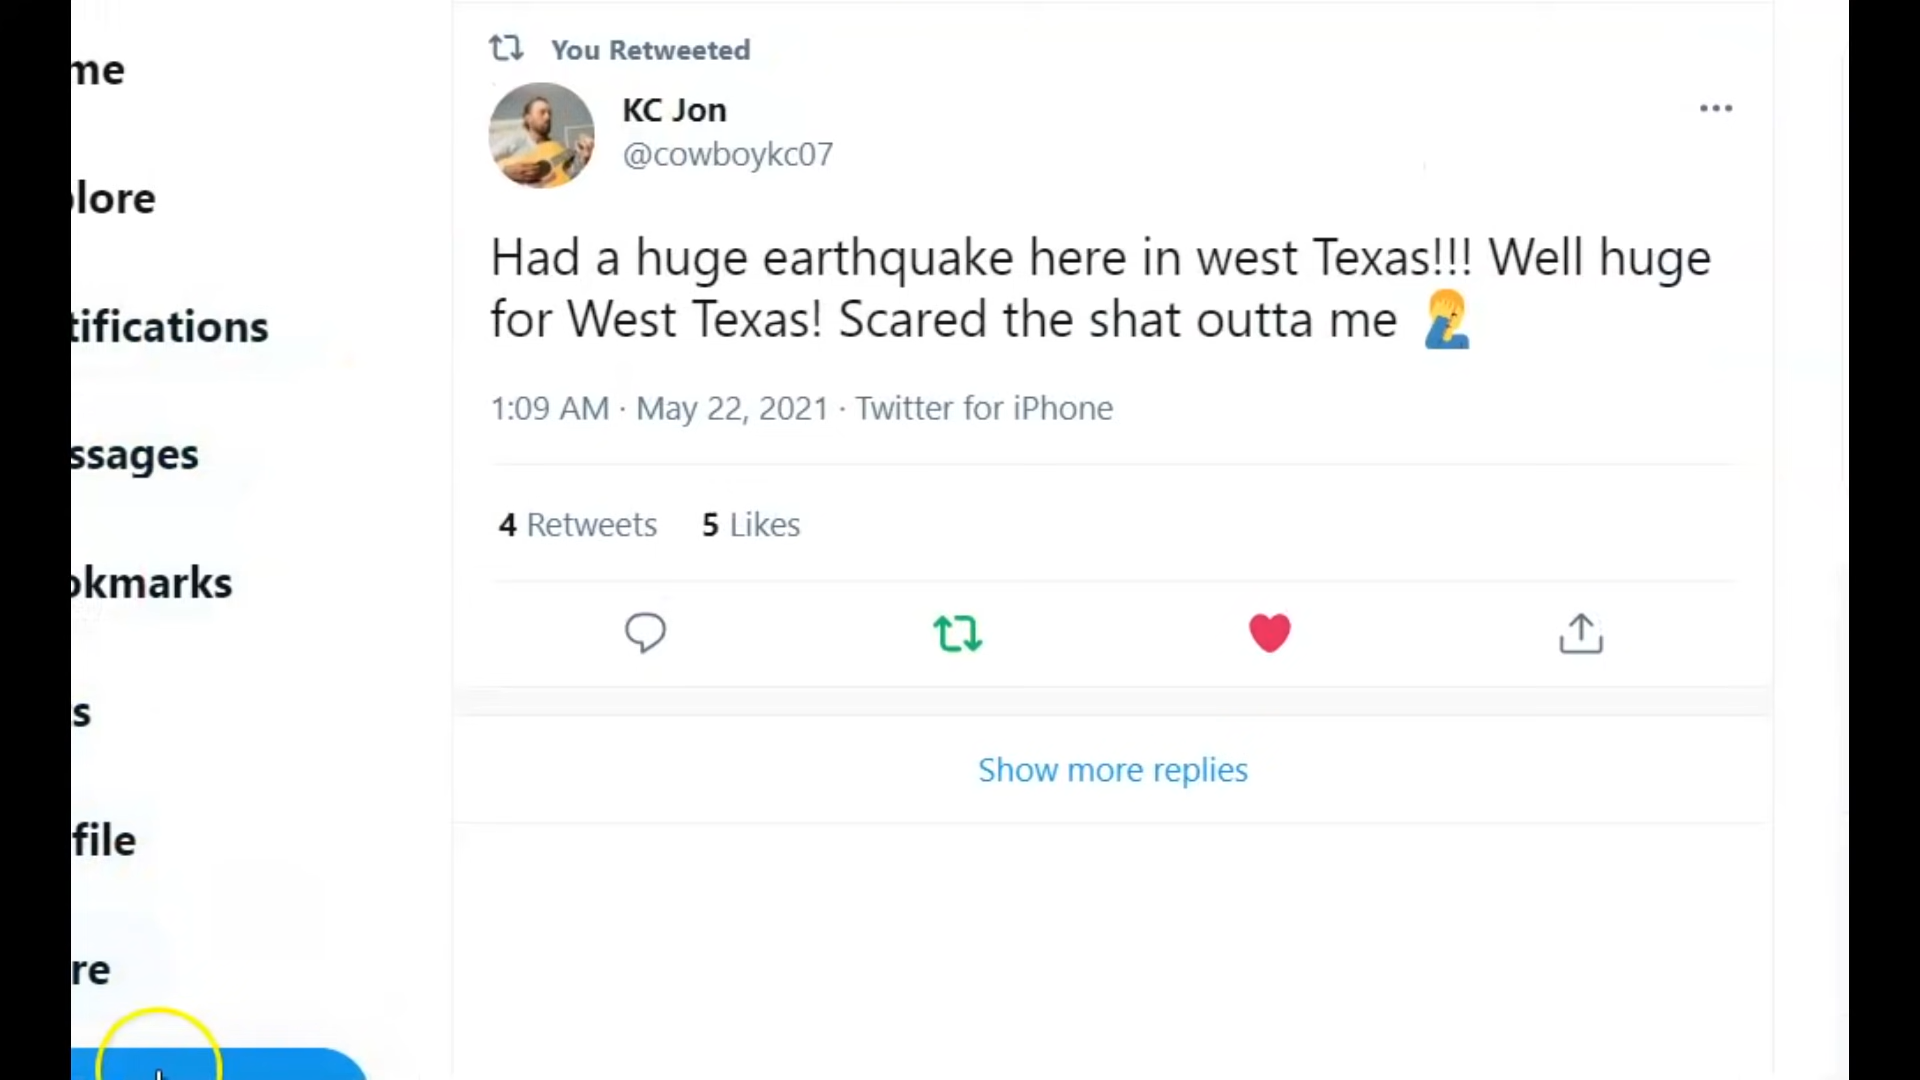 me
plore
tifications
ssages
okmarks
s
file
re
You Retweeted
KC Jon
@cowboykc07
Had a huge earthquake here in west Texas!!! Well huge
for West Texas! Scared the shat outta me 🤦‍♂️
1:09 AM · May 22, 2021 · Twitter for iPhone
4 Retweets 5 Likes
Show more replies